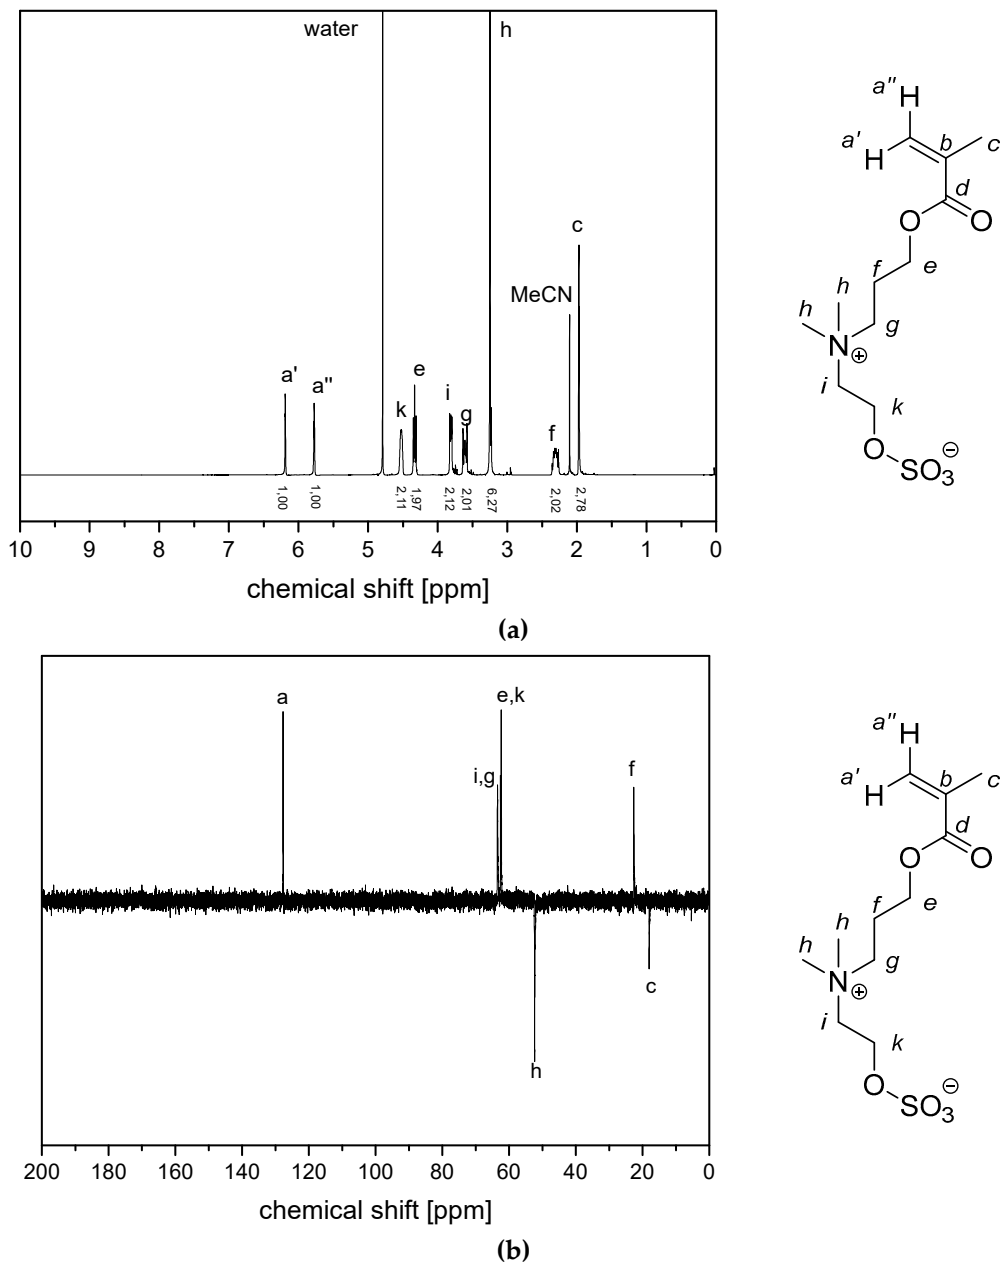 water
h
a''
H
a'
H
b
c
d
O
O
c
MeCN
f
e
h
h
g
N
⊕
a'
a''
e
i
k
g
f
i
k
O
SO3
⊖
1,00
1,00
2,11
1,97
2,12
2,01
6,27
2,02
2,78
10 9 8 7 6 5 4 3 2 1 0
chemical shift [ppm]
(a)
a
e,k
i,g
f
c
h
a''
H
a'
H
b
c
d
O
O
f
e
h
h
g
N
⊕
i
k
O
SO3
⊖
200 180 160 140 120 100 80 60 40 20 0
chemical shift [ppm]
(b)